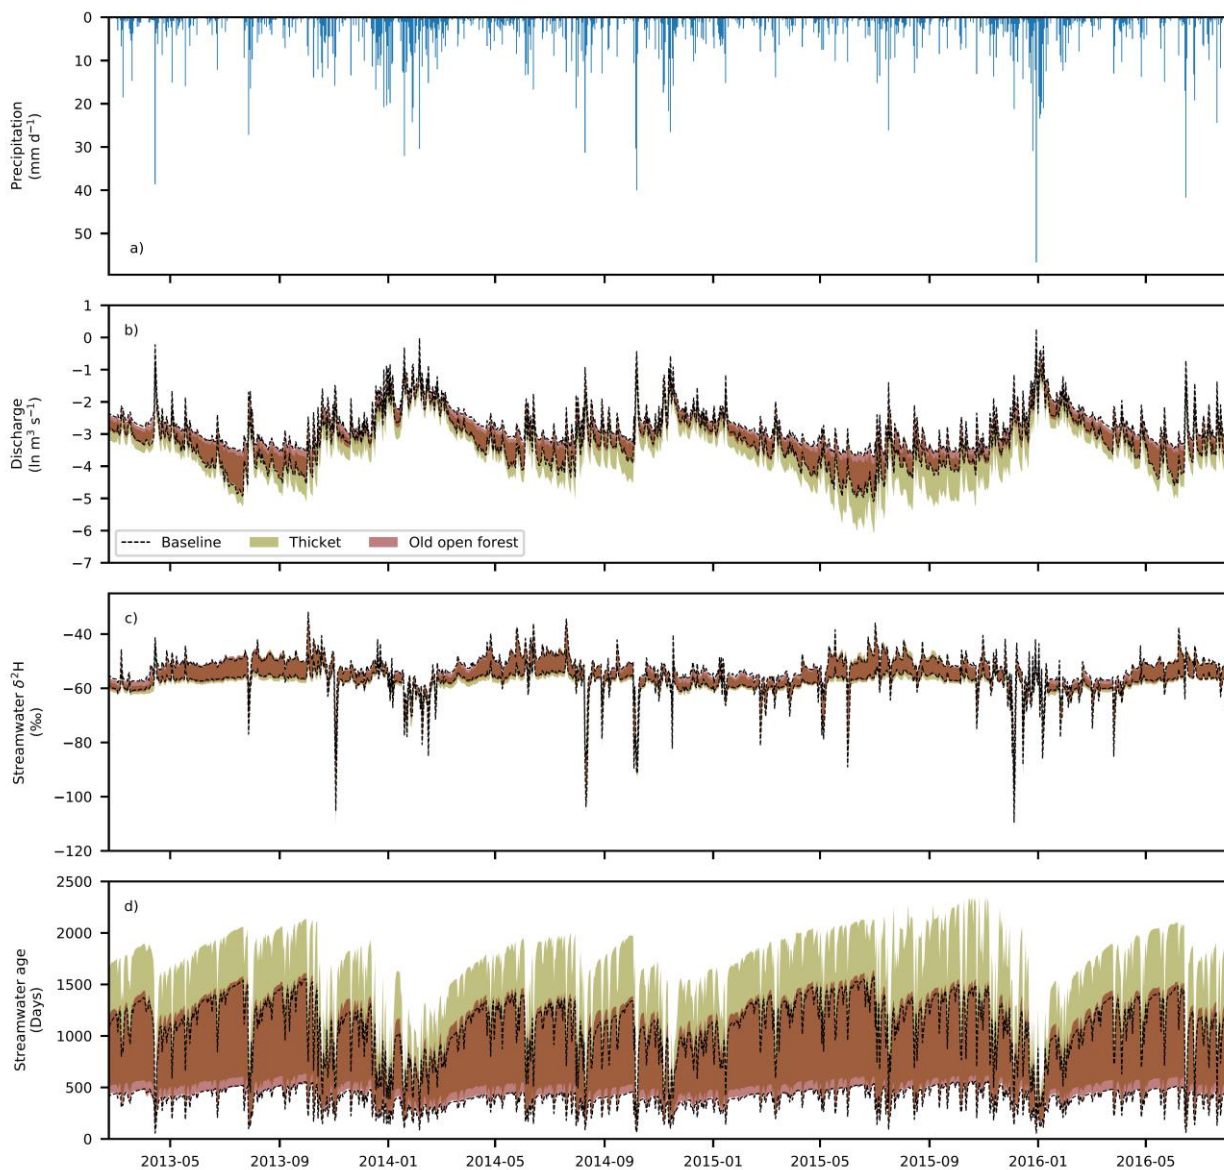 0
10
20
30
40
50
Precipitation
(mm d⁻¹)
a)
1
0
−1
−2
−3
−4
−5
−6
−7
Discharge
(ln m³ s⁻¹)
b)
Baseline Thicket Old open forest
−40
−60
−80
−100
−120
Streamwater δ²H
(‰)
c)
2500
2000
1500
1000
500
0
Streamwater age
(Days)
d)
2013-05 2013-09 2014-01 2014-05 2014-09 2015-01 2015-05 2015-09 2016-01 2016-05